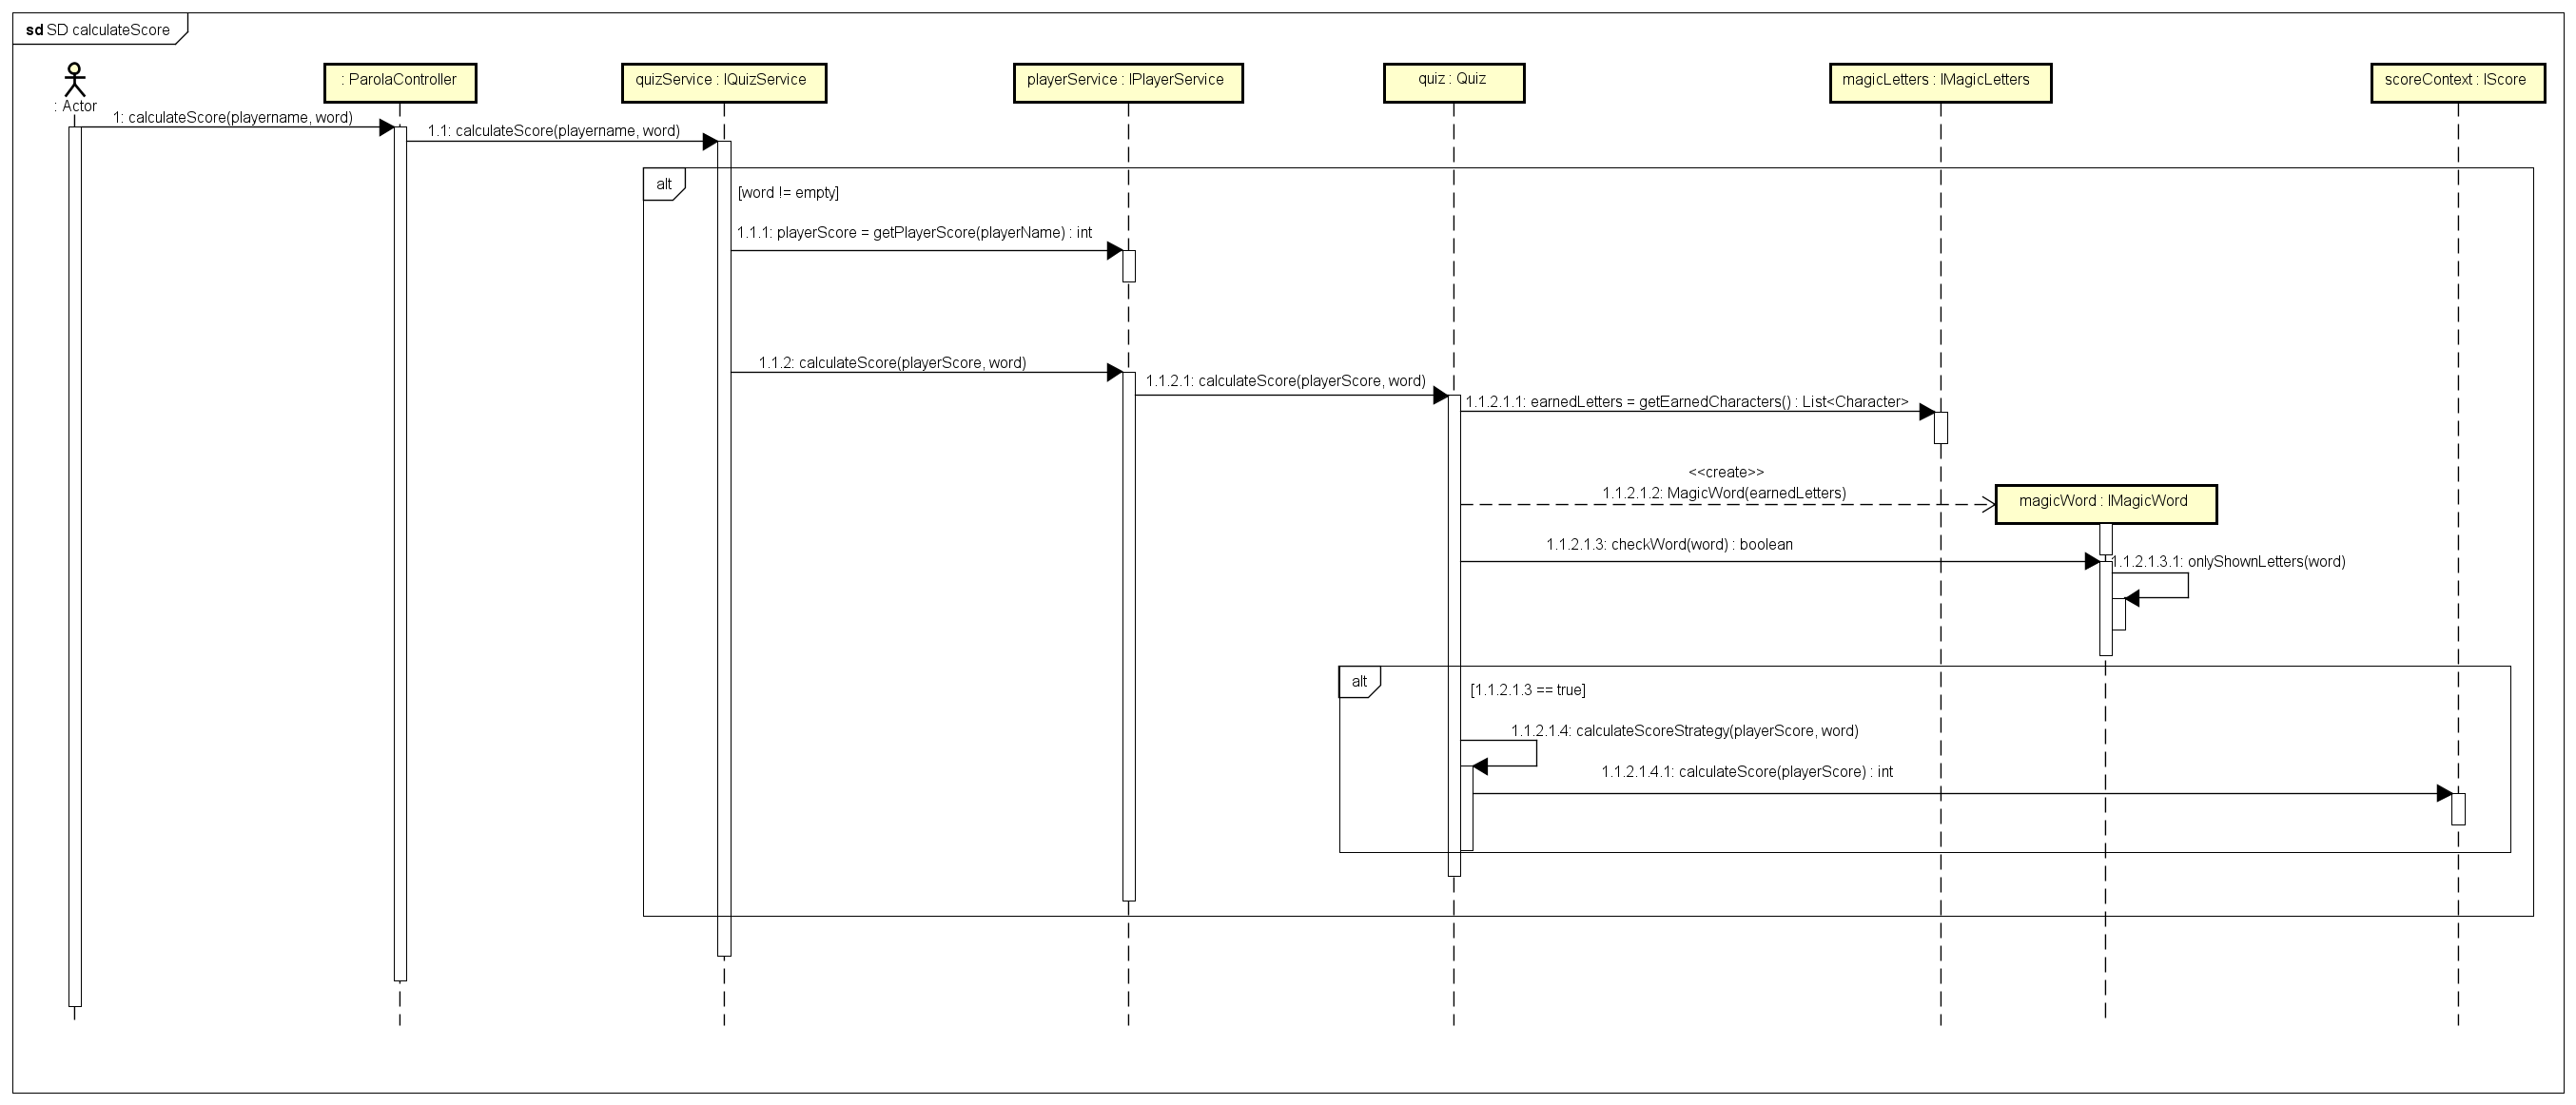 sd SD calculateScore
: Actor
: ParolaController
quizService : IQuizService
playerService : IPlayerService
quiz : Quiz
magicLetters : IMagicLetters
scoreContext : IScore
1: calculateScore(playername, word)
1.1: calculateScore(playername, word)
alt
[word != empty]
1.1.1: playerScore = getPlayerScore(playerName) : int
1.1.2: calculateScore(playerScore, word)
1.1.2.1: calculateScore(playerScore, word)
1.1.2.1.1: earnedLetters = getEarnedCharacters() : List<Character>
<<create>>
1.1.2.1.2: MagicWord(earnedLetters)
magicWord : IMagicWord
1.1.2.1.3: checkWord(word) : boolean
1.1.2.1.3.1: onlyShownLetters(word)
alt
[1.1.2.1.3 == true]
1.1.2.1.4: calculateScoreStrategy(playerScore, word)
1.1.2.1.4.1: calculateScore(playerScore) : int